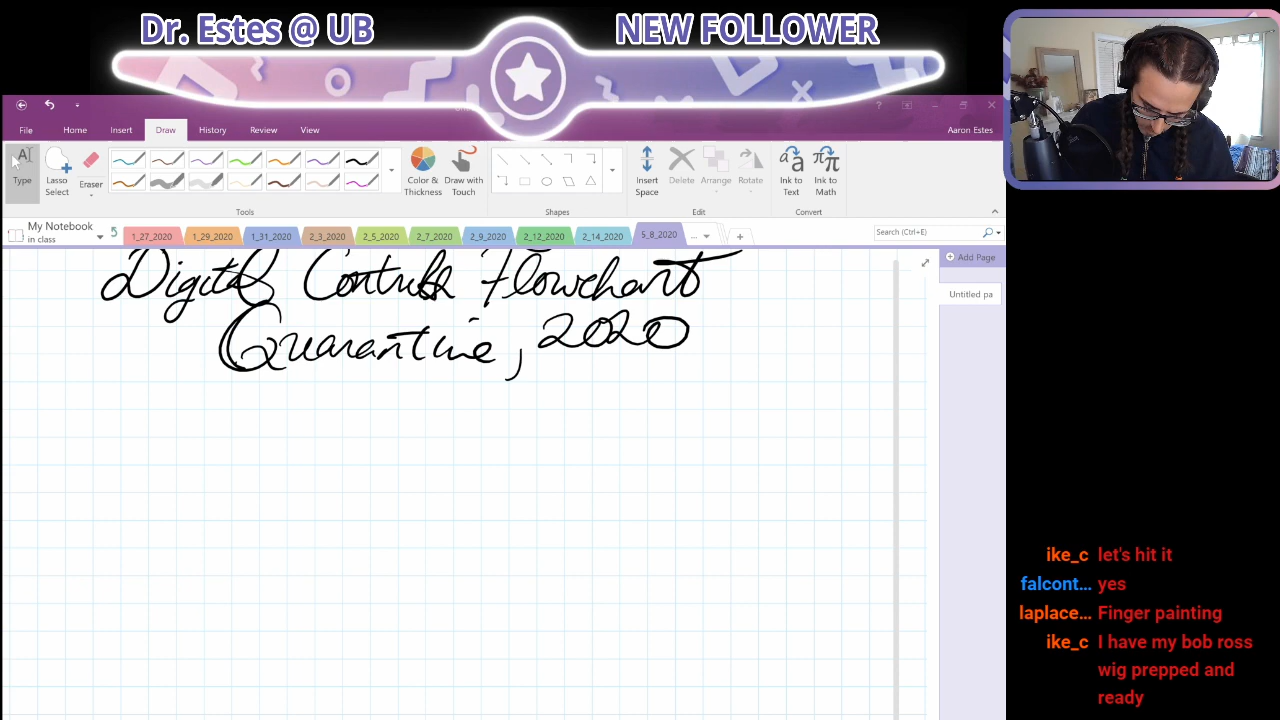 Dr. Estes @ UB
NEW FOLLOWER
File
Home
Insert
Draw
History
Review
View
Aaron Estes
Type
Lasso
Select
Eraser
Color &
Thickness
Draw with
Touch
Insert
Space
Delete
Arrange
Rotate
Ink to
Text
Ink to
Math
Tools
Shapes
Edit
Convert
My Notebook
in class
1_27_2020
1_29_2020
1_31_2020
2_3_2020
2_5_2020
2_7_2020
2_9_2020
2_12_2020
2_14_2020
5_8_2020
...
Search (Ctrl+E)
Add Page
Untitled pa
Digital Controls Flowchart
Quarantine, 2020
ike_c let's hit it
falcont... yes
laplace... Finger painting
ike_c I have my bob ross
wig prepped and
ready